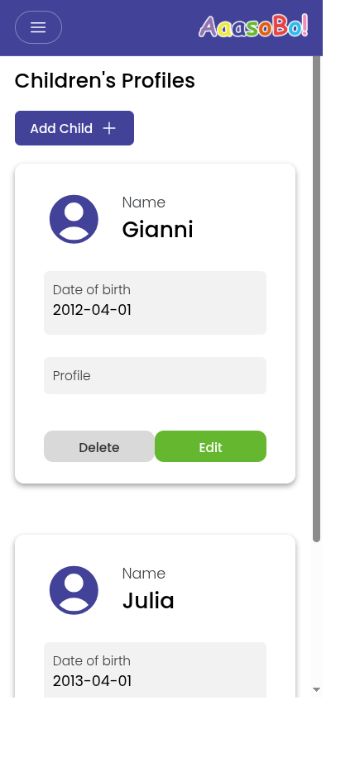 AaasoBo!
Children's Profiles
Add Child
Name
Gianni
Date of birth
2012-04-01
Profile
Delete
Edit
Name
Julia
Date of birth
2013-04-01